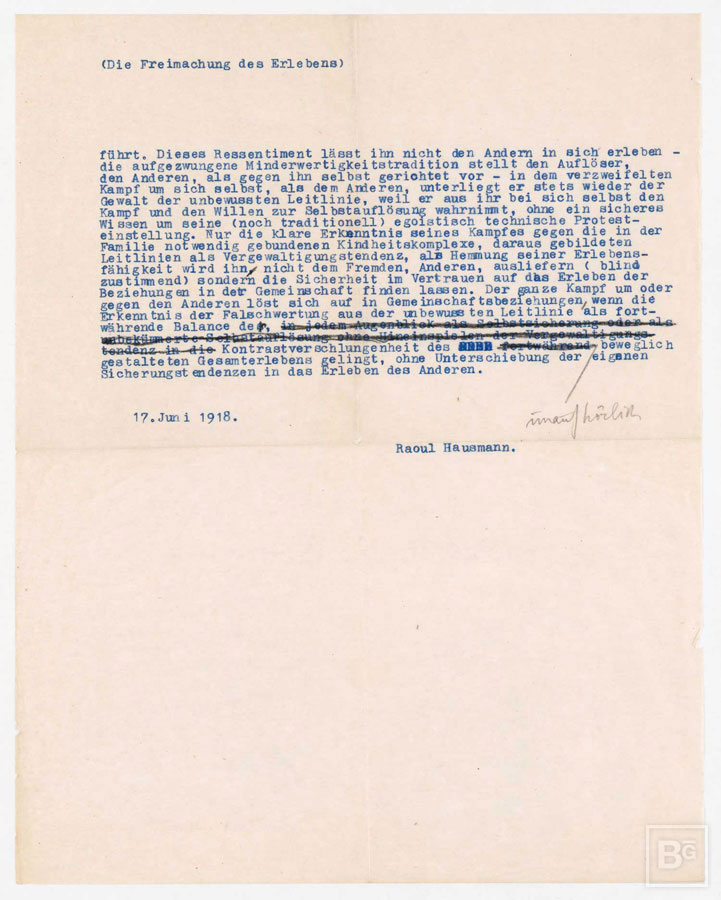 (Die Freimachung des Erlebens)
führt. Dieses Ressentiment lässt ihn nicht den Andern in sich erleben -
die aufgezwungene Minderwertigkeitstradition stellt den Auflöser,
den Anderen, als gegen ihn selbst gerichtet vor - in dem verzweifelten
Kampf um sich selbst, als dem Anderen, unterliegt er stets wieder der
Gewalt der unbewussten Leitlinie, weil er aus ihr bei sich selbst den
Kampf und den Willen zur Selbstauflösung wahrnimmt, ohne ein sicheres
Wissen um seine (noch traditionell) egoistisch technische Protest-
einstellung. Nur die klare Erkenntnis seines Kampfes gegen die in der
Familie notwendig gebundenen Kindheitskomplexe, daraus gebildeten
Leitlinien als Vergewaltigungstendenz, als Hemmung seiner Erlebens-
fähigkeit wird ihn, nicht dem Fremden, Anderen, ausliefern ( blind
zustimmend) sondern die Sicherheit im Vertrauen auf das Erleben der
Beziehungen in der Gemeinschaft finden lassen. Der ganze Kampf um oder
gegen den Anderen löst sich auf in Gemeinschaftsbeziehungen, wenn die
Erkenntnis der Falschwertung aus der unbewussten Leitlinie als fort-
währende Balance der, in jedem Augenblick als Selbstsicherung oder als
unbekümmerte Selbstauflösung ohne Hineinspielen der Vergewaltigungs-
tendenz in die Kontrastverschlungenheit des fortwährend beweglich
gestalteten Gesamterlebens gelingt, ohne Unterschiebung der eigenen
Sicherungstendenzen in das Erleben des Anderen.
17.Juni 1918.
unaufhörlich
Raoul Hausmann.
BG